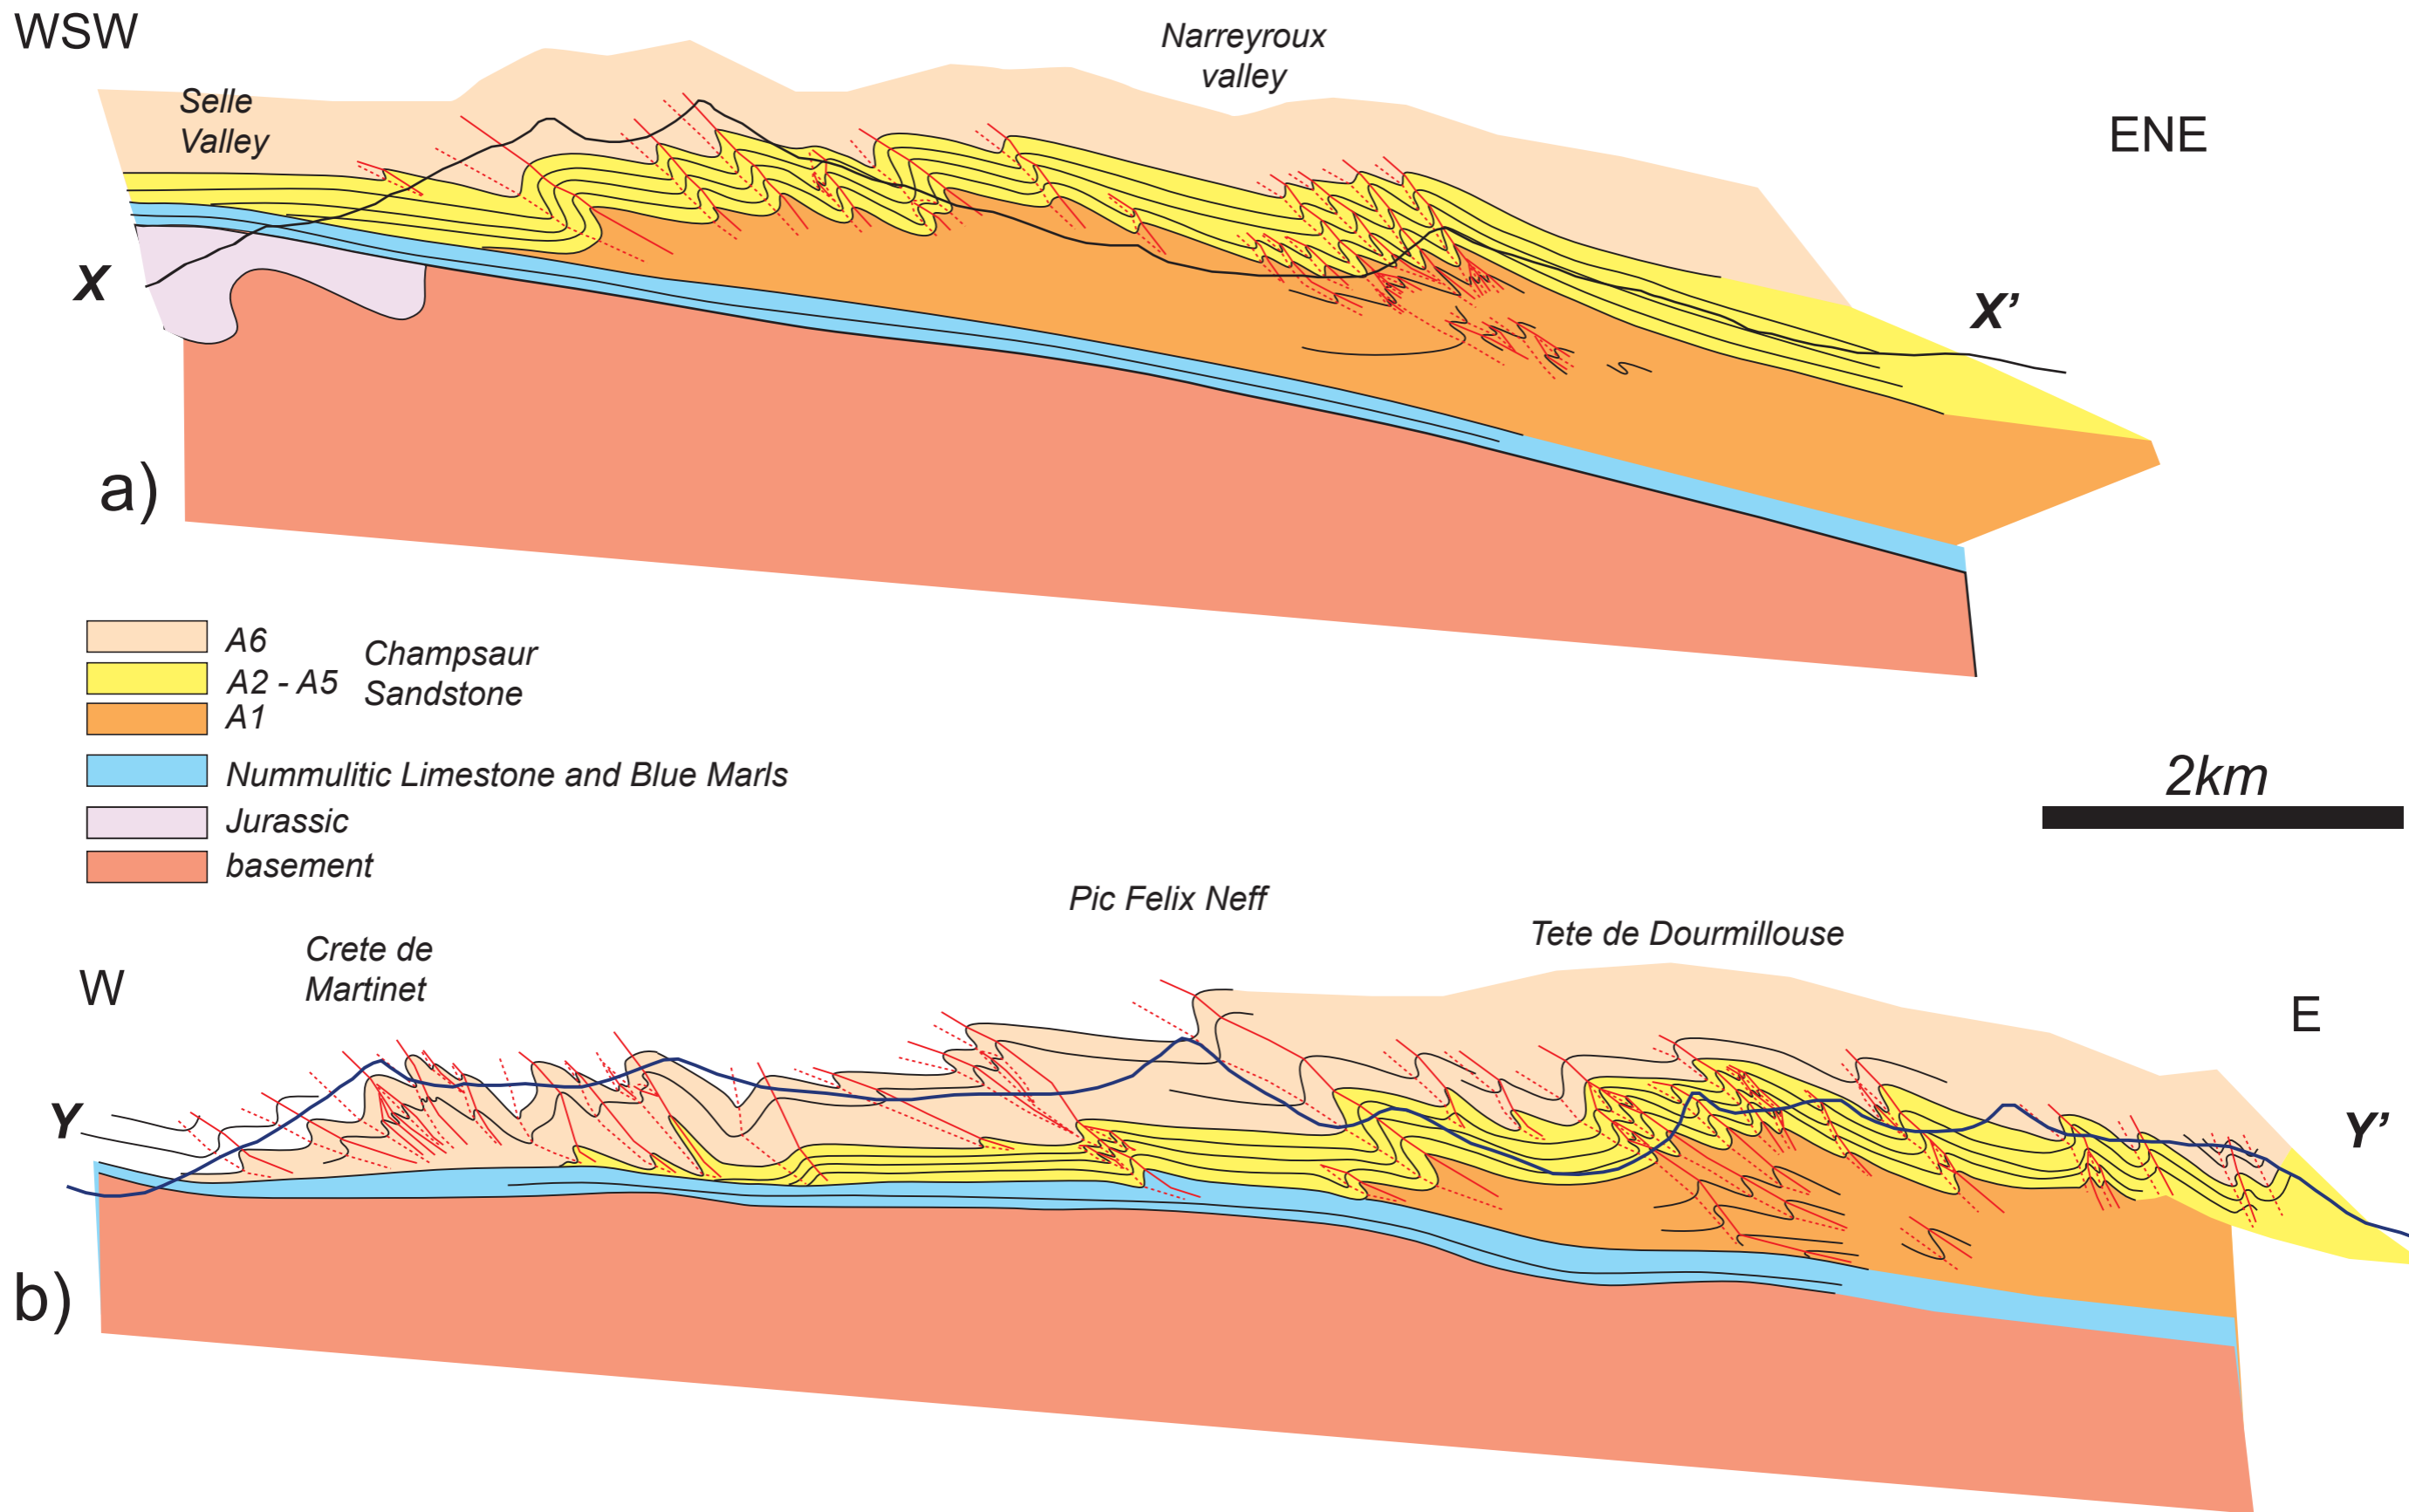 WSW
Narreyroux
valley
Selle
Valley
ENE
X
X’
a)
A6
Champsaur
A2 - A5
Sandstone
A1
Nummulitic Limestone and Blue Marls
2km
Jurassic
basement
Pic Felix Neff
Tete de Dourmillouse
Crete de
Martinet
W
E
Y
Y’
b)